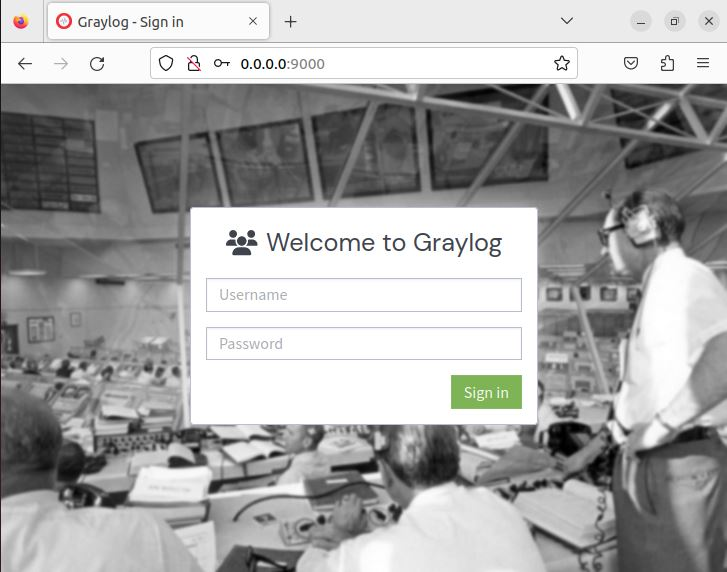 Graylog - Sign in
0.0.0.0:9000
Welcome to Graylog
Username
Password
Sign in